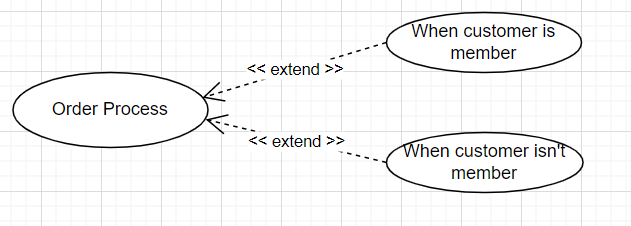 When customer is
member
<< extend >>
Order Process
<< extend >>
When customer isn't
member